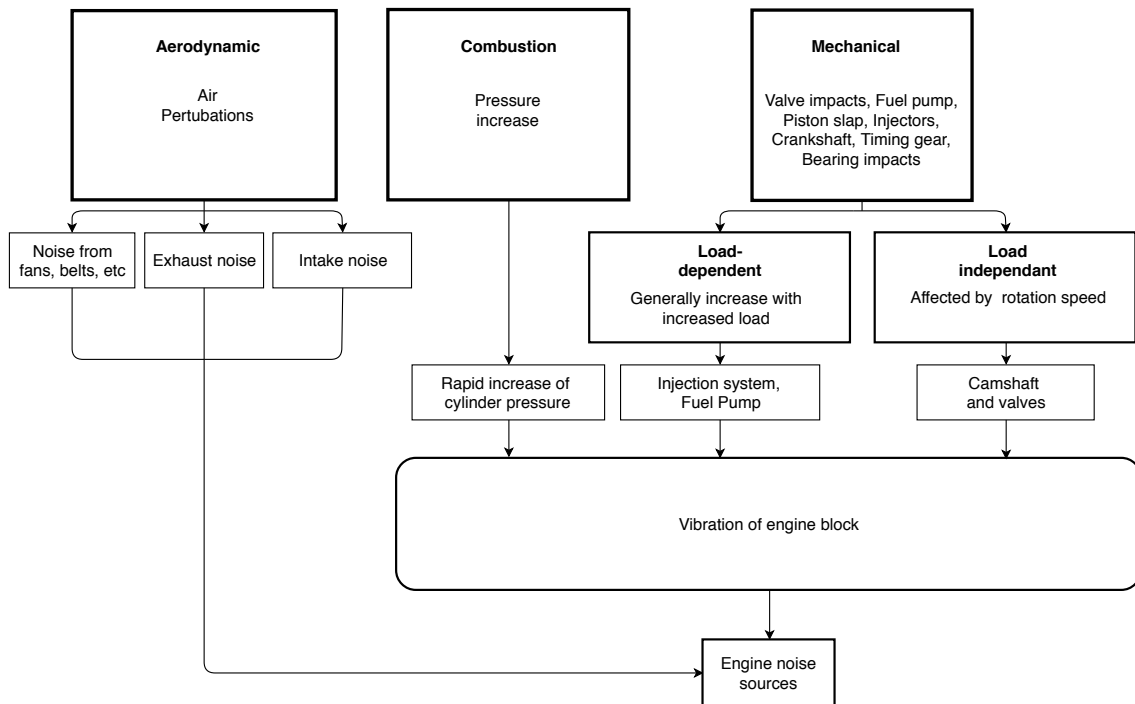 Aerodynamic
Air
Pertubations
Combustion
Pressure
increase
Mechanical
Valve impacts, Fuel pump,
Piston slap, Injectors,
Crankshaft, Timing gear,
Bearing impacts
Noise from
fans, belts, etc
Exhaust noise
Intake noise
Load-
dependent
Generally increase with
increased load
Load
independant
Affected by  rotation speed
Rapid increase of
cylinder pressure
Injection system,
Fuel Pump
Camshaft
and valves
Vibration of engine block
Engine noise
sources